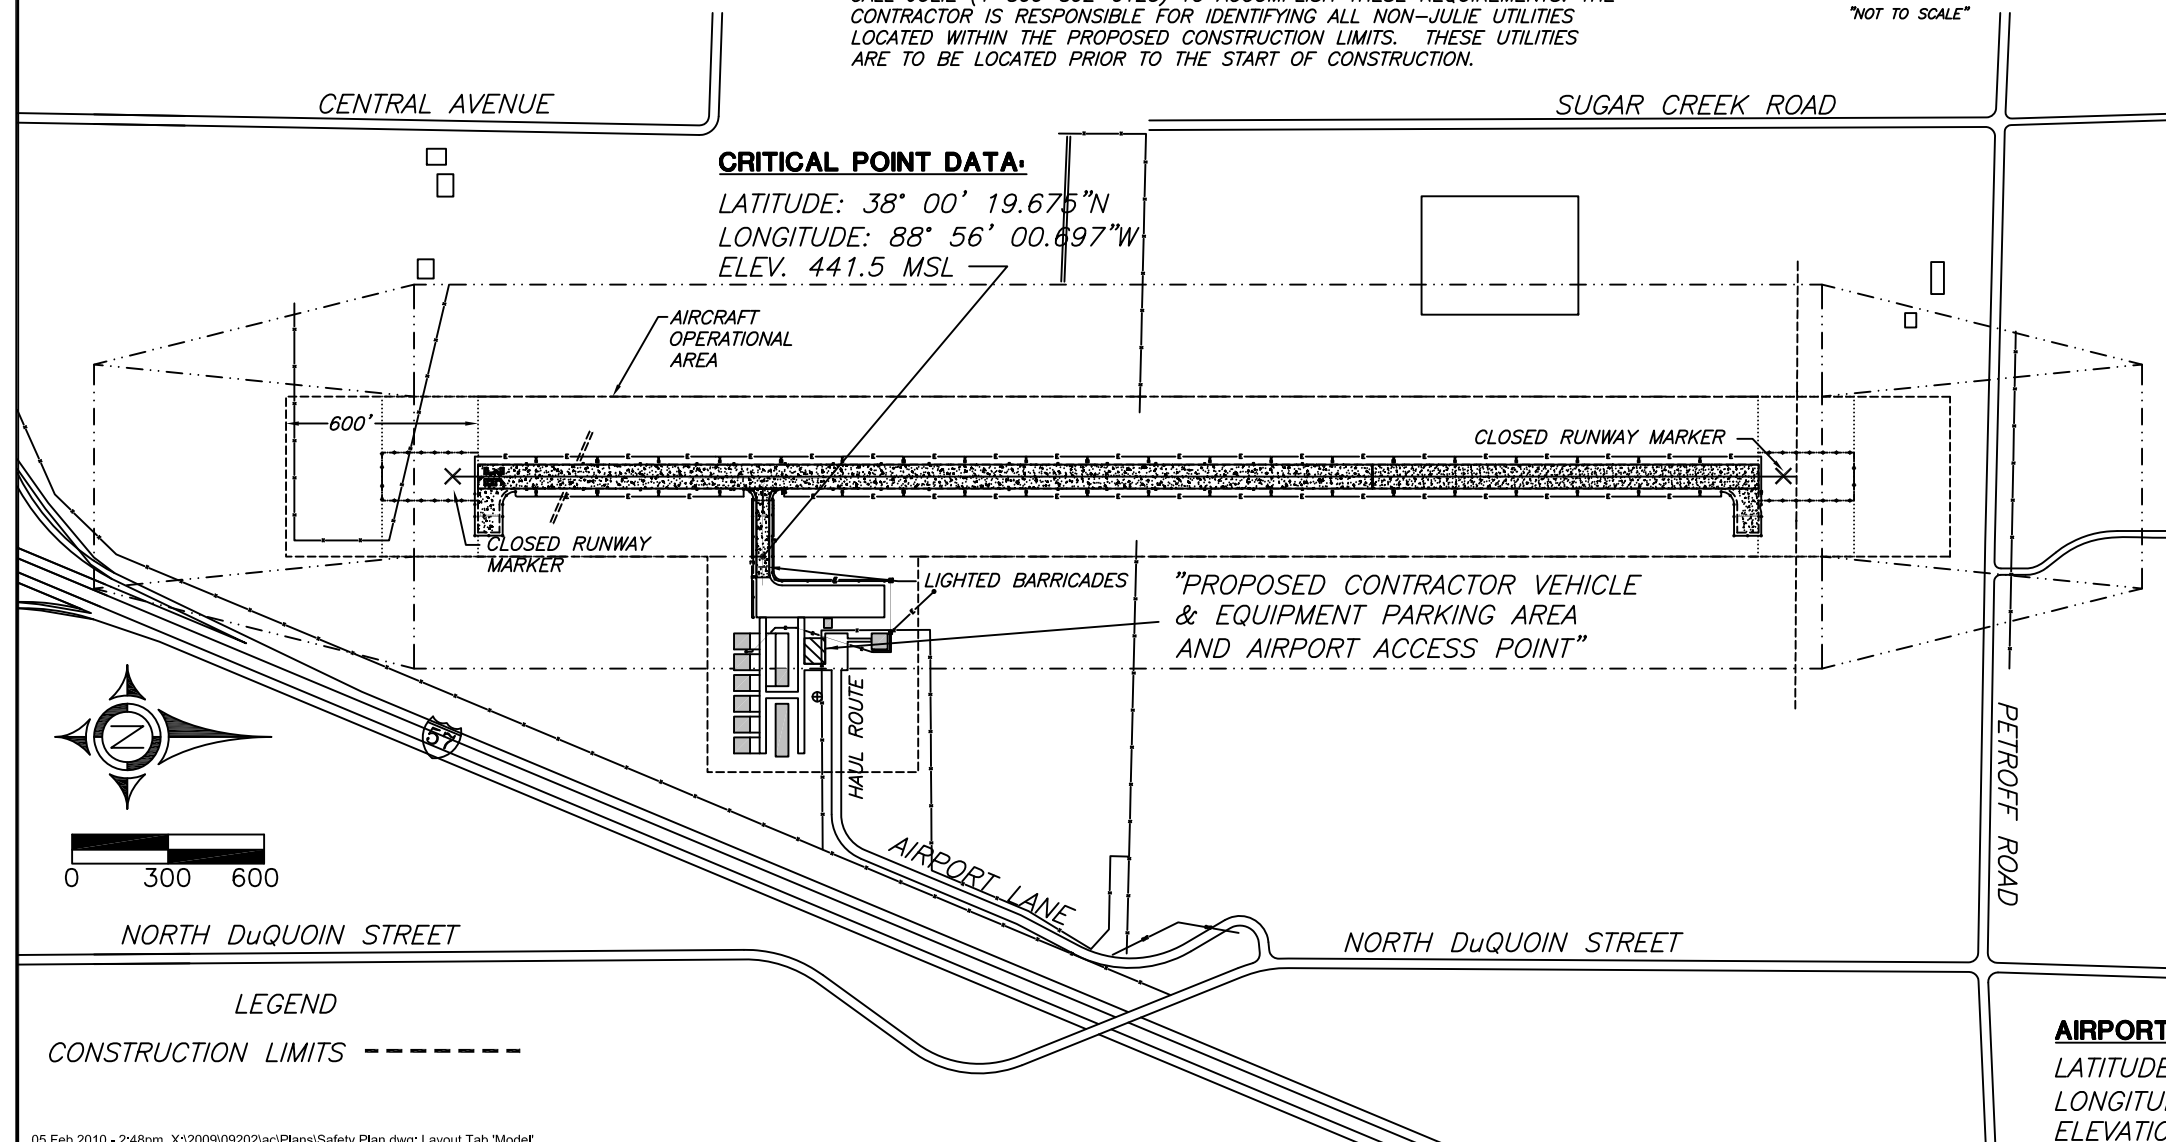 CONTRACTOR IS RESPONSIBLE FOR IDENTIFYING ALL NON-JULIE UTILITIES
LOCATED WITHIN THE PROPOSED CONSTRUCTION LIMITS. THESE UTILITIES
ARE TO BE LOCATED PRIOR TO THE START OF CONSTRUCTION.
"NOT TO SCALE"
CENTRAL AVENUE
SUGAR CREEK ROAD
CRITICAL POINT DATA:
LATITUDE: 38° 00' 19.675"N
LONGITUDE: 88° 56' 00.697"W
ELEV. 441.5 MSL
AIRCRAFT
OPERATIONAL
AREA
600'
CLOSED RUNWAY MARKER
CLOSED RUNWAY
MARKER
LIGHTED BARRICADES
"PROPOSED CONTRACTOR VEHICLE
& EQUIPMENT PARKING AREA
AND AIRPORT ACCESS POINT"
HAUL ROUTE
57
N
PETROFF ROAD
0 300 600
AIRPORT LANE
NORTH DuQUOIN STREET
NORTH DuQUOIN STREET
LEGEND
CONSTRUCTION LIMITS
AIRPORT
LATITUDE
LONGITU
ELEVATIO
05 Feb 2010 - 2:48pm X:\2009\09202\ac\Plans\Safety Plan.dwg: Layout Tab 'Model'